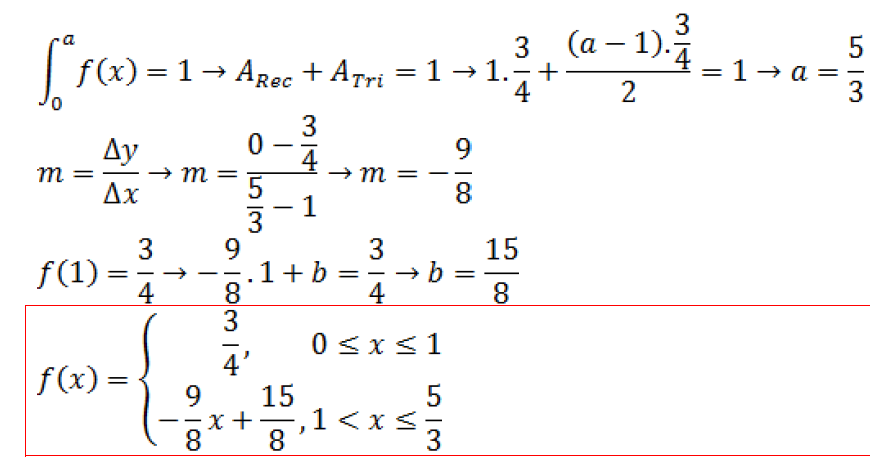 ∫₀ᵃ f(x) = 1 → A_Rec + A_Tri = 1 → 1.3/4 + ((a − 1).3/4)/2 = 1 → a = 5/3
m = Δy/Δx → m = (0 − 3/4)/(5/3 − 1) → m = −9/8
f(1) = 3/4 → −9/8.1 + b = 3/4 → b = 15/8
f(x) = { 3/4, 0 ≤ x ≤ 1
−9/8x + 15/8, 1 < x ≤ 5/3